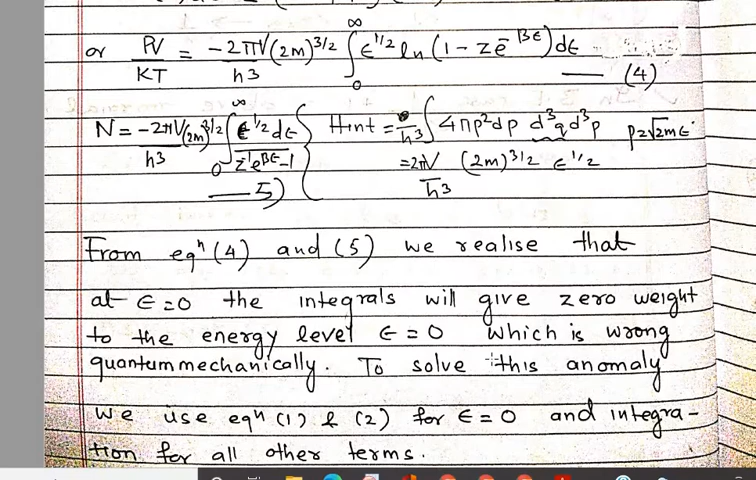 or PV/KT = -2πV(2m)^3/2 / h3 ∫₀^∞ ε^1/2 ln(1 - ze^-βε)dε — (4)
N = -2πV(2m)^3/2 / h3 ∫₀^∞ ε^1/2 dε / z^-1 e^βε - 1 — 5) { Hint = /h3 ∫ 4πp²dp d³q d³p p=√2mε
= 2πV/h3 (2m)^3/2 ε^1/2
From eqⁿ (4) and (5) we realise that
at ε=0 the integrals will give zero weight
to the energy level ε=0 which is wrong
quantummechanically. To solve this anomaly
we use eqⁿ (1) & (2) for ε=0 and integra-
tion for all other terms.